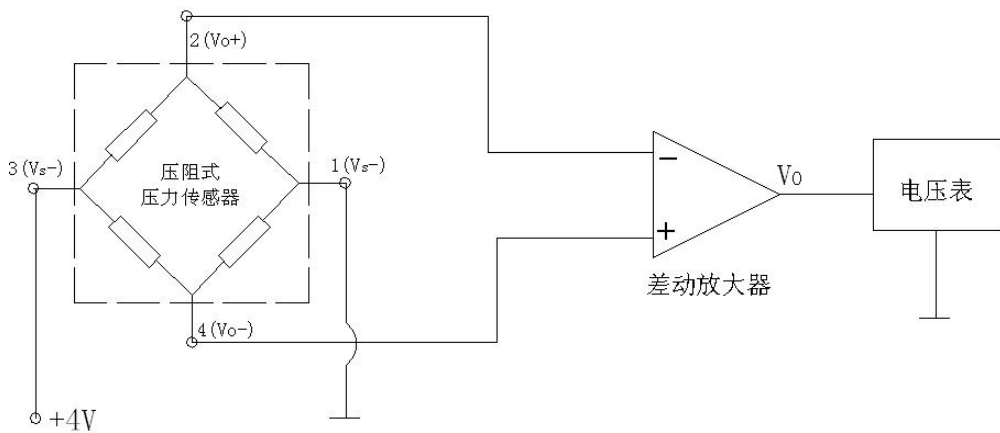 2(Vo+)
3(Vs−)
压阻式
压力传感器
1(Vs−)
4(Vo−)
+4V
−
+
差动放大器
Vo
电压表